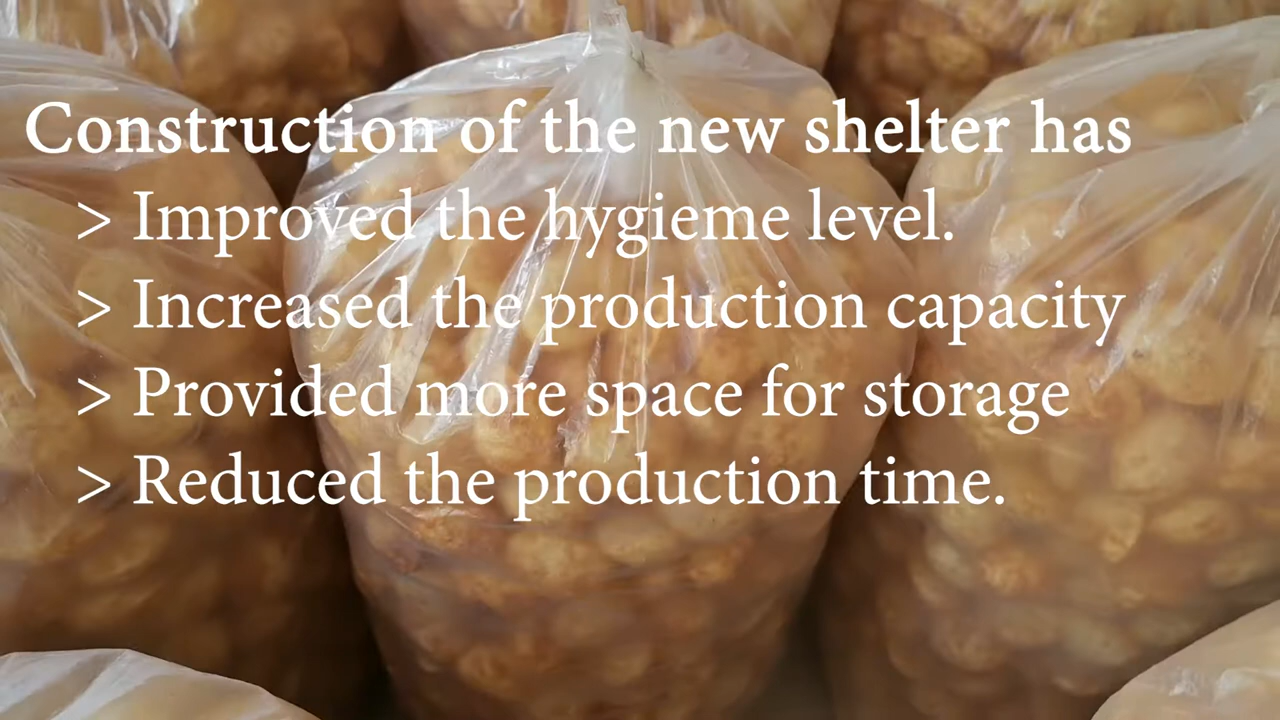 Construction of the new shelter has
> Improved the hygieme level.
> Increased the production capacity
> Provided more space for storage
> Reduced the production time.